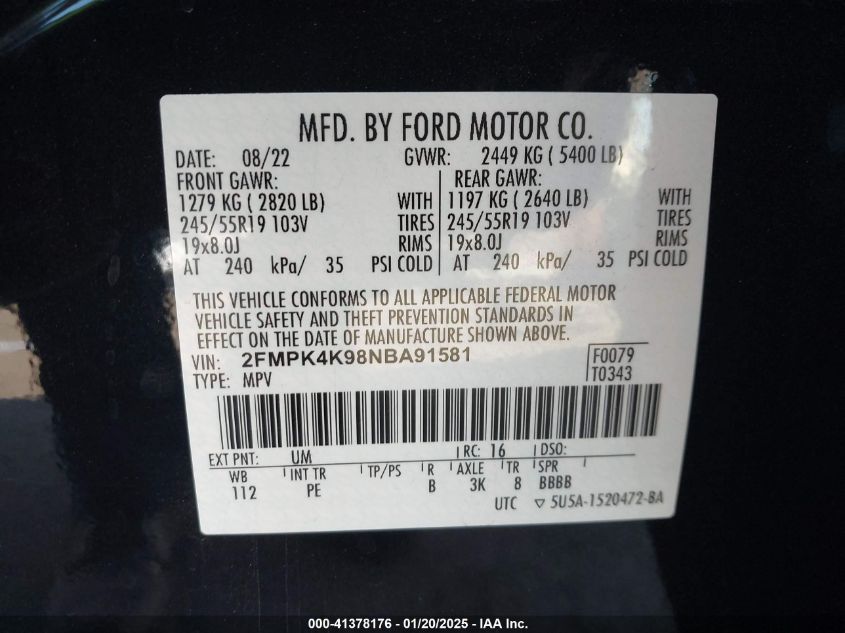 MFD. BY FORD MOTOR CO.
DATE: 08/22 GVWR: 2449 KG ( 5400 LB)
FRONT GAWR: REAR GAWR:
1279 KG ( 2820 LB) WITH 1197 KG ( 2640 LB) WITH
245/55R19 103V TIRES 245/55R19 103V TIRES
19x8.0J RIMS 19x8.0J RIMS
AT 240 kPa/ 35 PSI COLD AT 240 kPa/ 35 PSI COLD
THIS VEHICLE CONFORMS TO ALL APPLICABLE FEDERAL MOTOR
VEHICLE SAFETY AND THEFT PREVENTION STANDARDS IN
EFFECT ON THE DATE OF MANUFACTURE SHOWN ABOVE.
VIN: 2FMPK4K98NBA91581 F0079
TYPE: MPV T0343
EXT PNT: UM RC: 16 DSO:
WB INT TR TP/PS R AXLE TR SPR
112 PE B 3K 8 BBBB
UTC ▽ 5U5A-1520472-BA
000-41378176 - 01/20/2025 - IAA Inc.